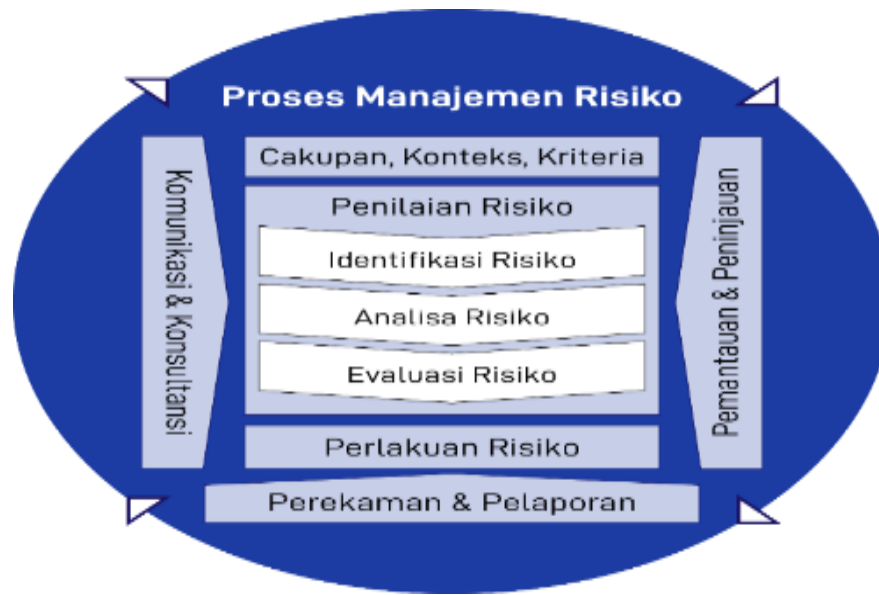 Proses Manajemen Risiko
Cakupan, Konteks, Kriteria
Komunikasi & Konsultansi
Penilaian Risiko
Identifikasi Risiko
Analisa Risiko
Evaluasi Risiko
Pemantauan & Peninjauan
Perlakuan Risiko
Perekaman & Pelaporan